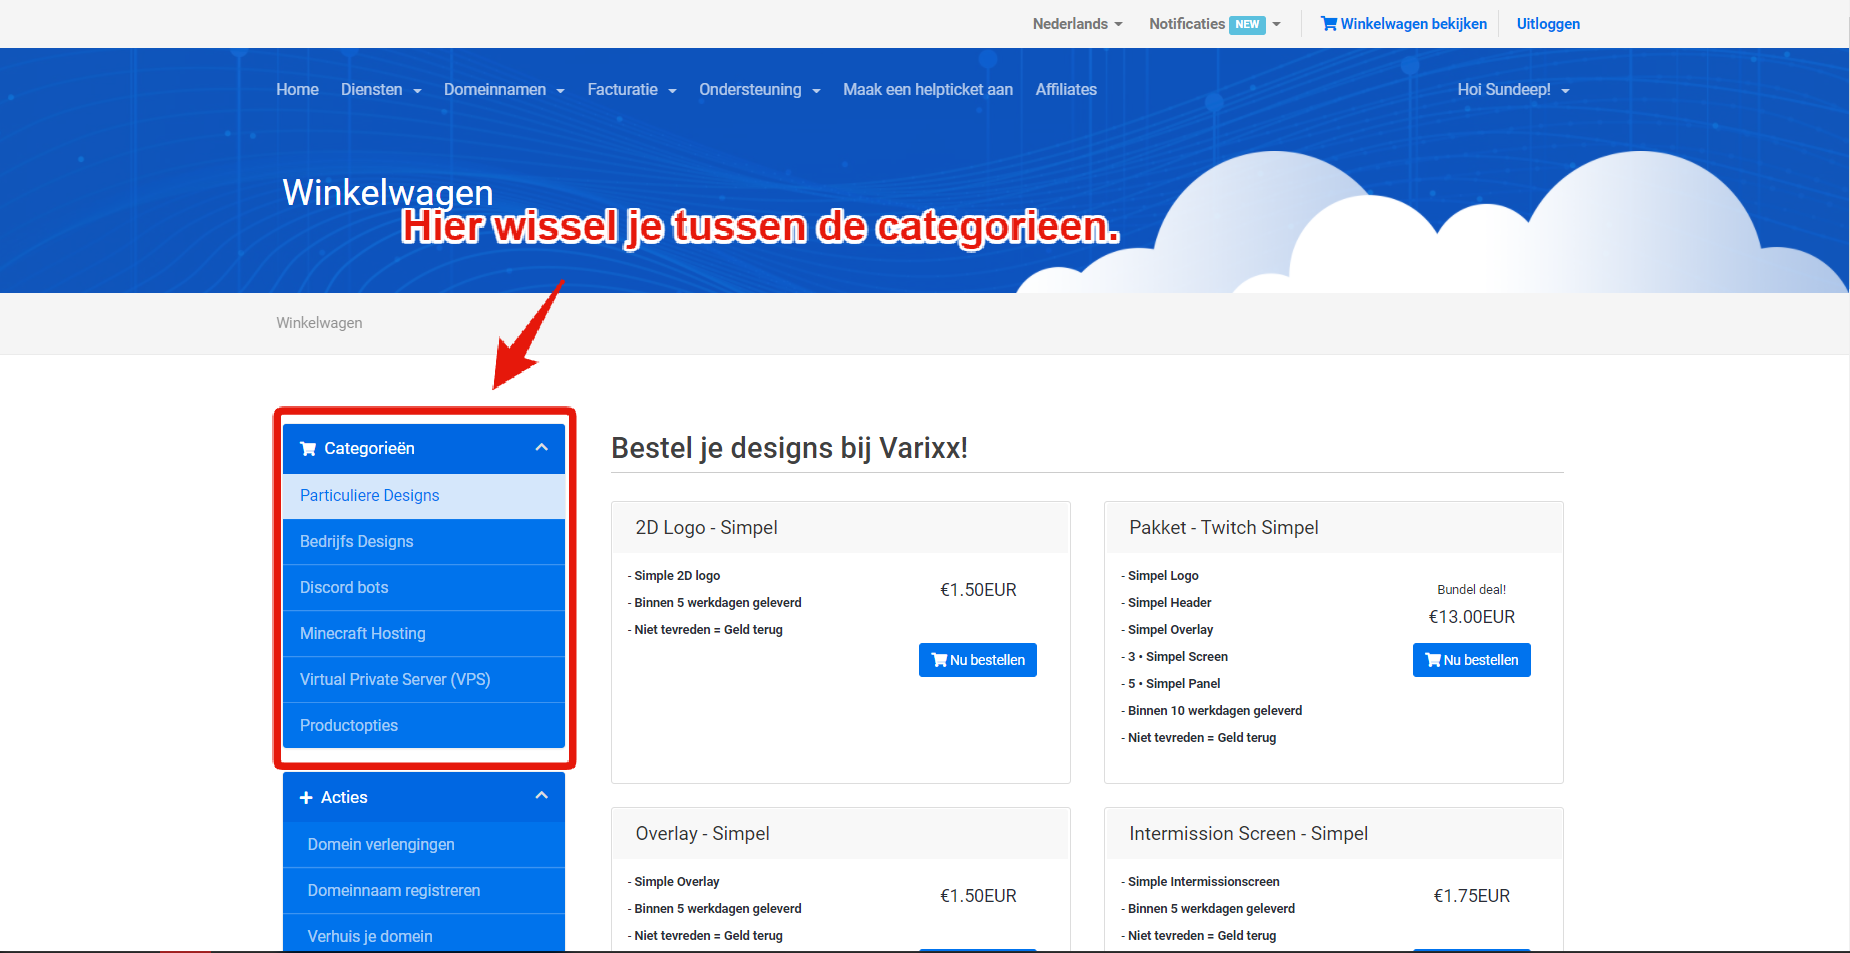 Nederlands Notificaties NEW Winkelwagen bekijken Uitloggen
Home Diensten Domeinnamen Facturatie Ondersteuning Maak een helpticket aan Affiliates Hoi Sundeep!
Winkelwagen
Hier wissel je tussen de categorieen.
Winkelwagen
Categorieën
Particuliere Designs
Bedrijfs Designs
Discord bots
Minecraft Hosting
Virtual Private Server (VPS)
Productopties
Acties
Domein verlengingen
Domeinnaam registreren
Verhuis je domein
Bestel je designs bij Varixx!
2D Logo - Simpel
- Simple 2D logo
- Binnen 5 werkdagen geleverd
- Niet tevreden = Geld terug
€1.50EUR
Nu bestellen
Pakket - Twitch Simpel
- Simpel Logo
- Simpel Header
- Simpel Overlay
- 3 • Simpel Screen
- 5 • Simpel Panel
- Binnen 10 werkdagen geleverd
- Niet tevreden = Geld terug
Bundel deal!
€13.00EUR
Nu bestellen
Overlay - Simpel
- Simple Overlay
- Binnen 5 werkdagen geleverd
- Niet tevreden = Geld terug
€1.50EUR
Intermission Screen - Simpel
- Simple Intermissionscreen
- Binnen 5 werkdagen geleverd
- Niet tevreden = Geld terug
€1.75EUR